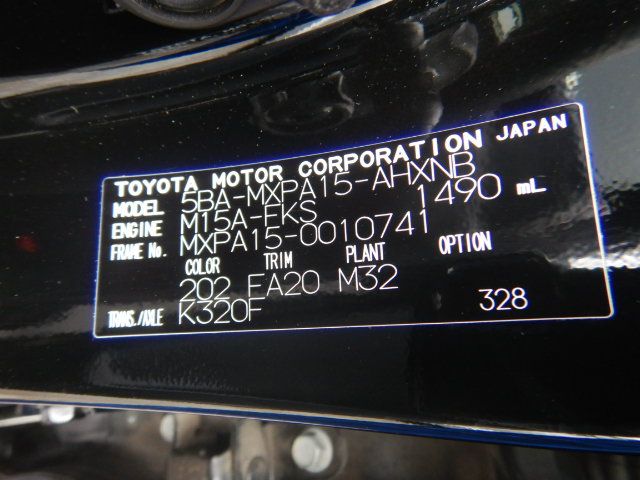 TOYOTA MOTOR CORPORATION JAPAN
MODEL 5BA-MXPA15-AHXNB
ENGINE M15A-FKS 1490 mL
FRAME No. MXPA15-0010741
COLOR TRIM PLANT OPTION
202 EA20 M32
TRANS./AXLE K320F 328